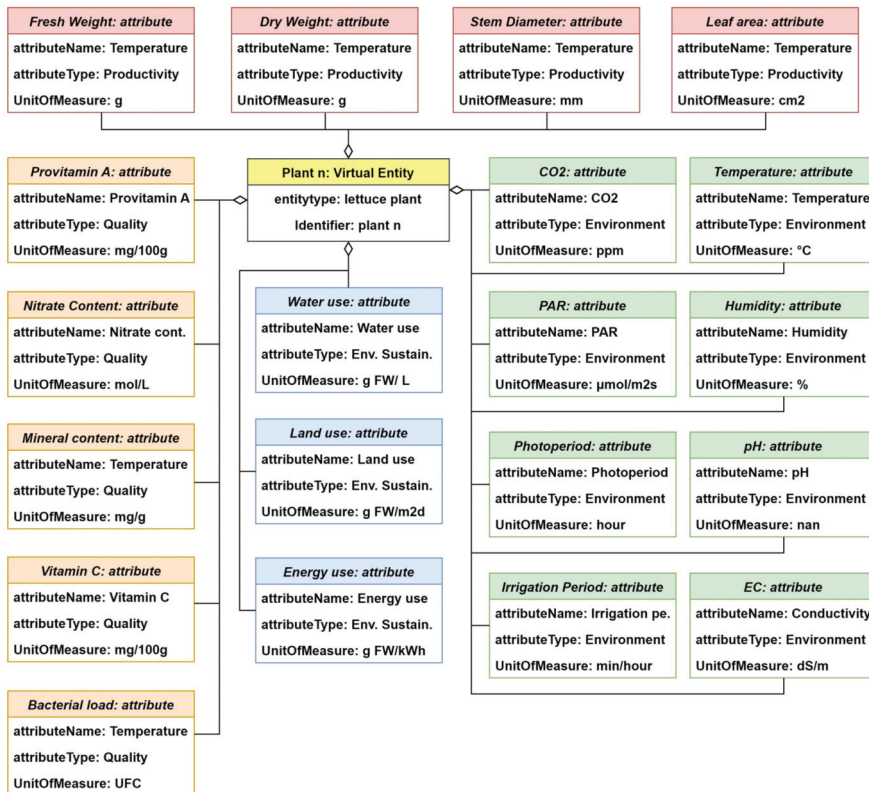 Fresh Weight: attribute
attributeName: Temperature
attributeType: Productivity
UnitOfMeasure: g
Dry Weight: attribute
attributeName: Temperature
attributeType: Productivity
UnitOfMeasure: g
Stem Diameter: attribute
attributeName: Temperature
attributeType: Productivity
UnitOfMeasure: mm
Leaf area: attribute
attributeName: Temperature
attributeType: Productivity
UnitOfMeasure: cm2
Provitamin A: attribute
attributeName: Provitamin A
attributeType: Quality
UnitOfMeasure: mg/100g
Plant n: Virtual Entity
entitytype: lettuce plant
Identifier: plant n
CO2: attribute
attributeName: CO2
attributeType: Environment
UnitOfMeasure: ppm
Temperature: attribute
attributeName: Temperature
attributeType: Environment
UnitOfMeasure: °C
Nitrate Content: attribute
attributeName: Nitrate cont.
attributeType: Quality
UnitOfMeasure: mol/L
Water use: attribute
attributeName: Water use
attributeType: Env. Sustain.
UnitOfMeasure: g FW/ L
PAR: attribute
attributeName: PAR
attributeType: Environment
UnitOfMeasure: μmol/m2s
Humidity: attribute
attributeName: Humidity
attributeType: Environment
UnitOfMeasure: %
Mineral content: attribute
attributeName: Temperature
attributeType: Quality
UnitOfMeasure: mg/g
Land use: attribute
attributeName: Land use
attributeType: Env. Sustain.
UnitOfMeasure: g FW/m2d
Photoperiod: attribute
attributeName: Photoperiod
attributeType: Environment
UnitOfMeasure: hour
pH: attribute
attributeName: pH
attributeType: Environment
UnitOfMeasure: nan
Vitamin C: attribute
attributeName: Vitamin C
attributeType: Quality
UnitOfMeasure: mg/100g
Energy use: attribute
attributeName: Energy use
attributeType: Env. Sustain.
UnitOfMeasure: g FW/kWh
Irrigation Period: attribute
attributeName: Irrigation pe.
attributeType: Environment
UnitOfMeasure: min/hour
EC: attribute
attributeName: Conductivity
attributeType: Environment
UnitOfMeasure: dS/m
Bacterial load: attribute
attributeName: Temperature
attributeType: Quality
UnitOfMeasure: UFC